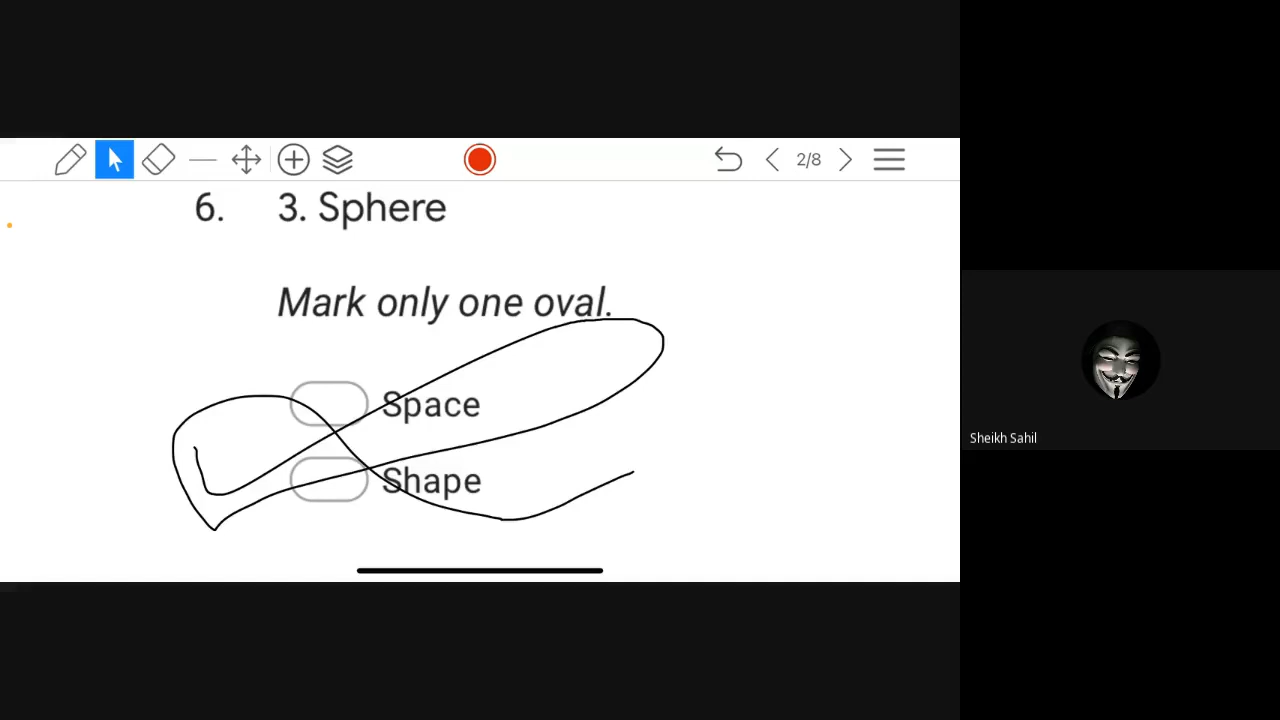 2/8
6. 3. Sphere
Mark only one oval.
Space
Shape
Sheikh Sahil